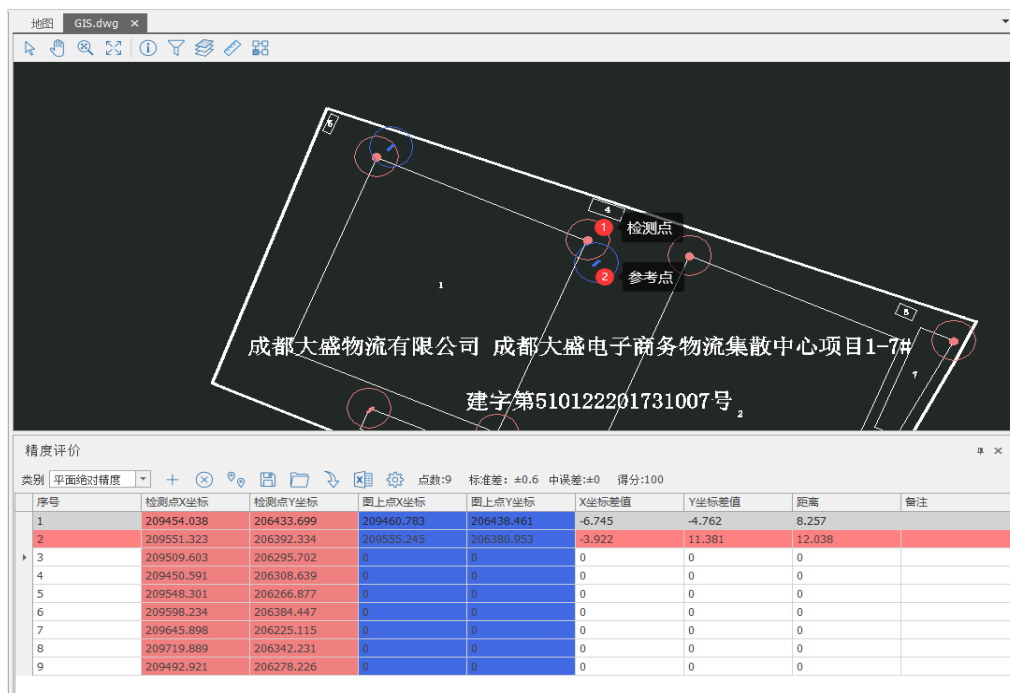 地图 GIS.dwg
6
4
1 检测点
2 参考点
1
8
成都大盛物流有限公司 成都大盛电子商务物流集散中心项目1-7#
7
建字第510122201731007号
2
精度评价
类别 平面绝对精度 点数:9 标准差：±0.6 中误差:±0 得分:100
序号 检测点X坐标 检测点Y坐标 图上点X坐标 图上点Y坐标 X坐标差值 Y坐标差值 距离 备注
1 209454.038 206433.699 209460.783 206438.461 -6.745 -4.762 8.257
2 209551.323 206392.334 209555.245 206380.953 -3.922 11.381 12.038
3 209509.603 206295.702 0 0 0 0 0
4 209450.591 206308.639 0 0 0 0 0
5 209548.301 206266.877 0 0 0 0 0
6 209598.234 206384.447 0 0 0 0 0
7 209645.898 206225.115 0 0 0 0 0
8 209719.889 206342.231 0 0 0 0 0
9 209492.921 206278.226 0 0 0 0 0